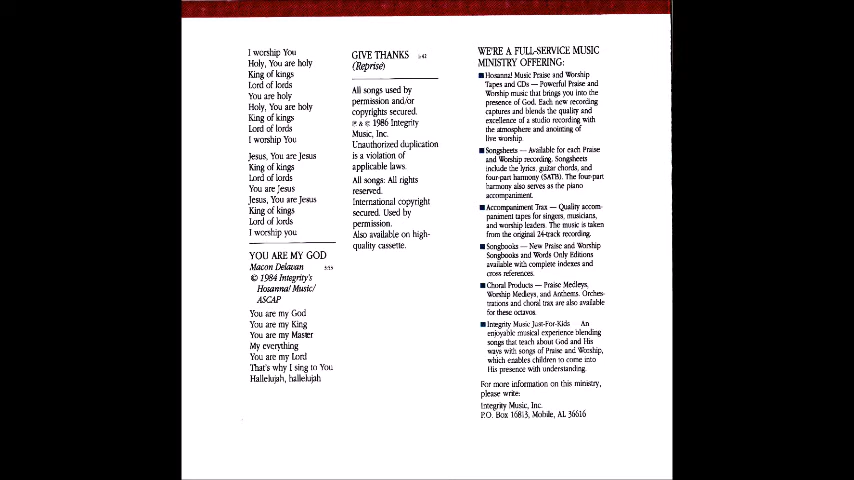 I worship You
Holy, You are holy
King of kings
Lord of lords
You are holy
Holy, You are holy
King of kings
Lord of lords
I worship You
Jesus, You are Jesus
King of kings
Lord of lords
You are Jesus
Jesus, You are Jesus
King of kings
Lord of lords
I worship you
YOU ARE MY GOD
Macon Delavan
© 1984 Integrity's
Hosanna! Music/
ASCAP
You are my God
You are my King
You are my Master
My everything
You are my Lord
That's why I sing to You
Hallelujah, hallelujah
GIVE THANKS
(Reprise)
All songs used by
permission and/or
copyrights secured.
℗ & © 1986 Integrity
Music, Inc.
Unauthorized duplication
is a violation of
applicable laws.
All songs: All rights
reserved.
International copyright
secured. Used by
permission.
Also available on high-
quality cassette.
WE'RE A FULL-SERVICE MUSIC
MINISTRY OFFERING:
■ Hosanna! Music Praise and Worship
Tapes and CDs — Powerful Praise and
Worship music that brings you into the
presence of God. Each new recording
captures and blends the quality and
excellence of a studio recording with
the atmosphere and anointing of
live worship.
■ Songsheets — Available for each Praise
and Worship recording. Songsheets
include the lyrics, guitar chords, and
four-part harmony (SATB). The four-part
harmony also serves as the piano
accompaniment.
■ Accompaniment Trax — Quality accom-
paniment tapes for singers, musicians,
and worship leaders. The music is taken
from the original 24-track recording.
■ Songbooks — New Praise and Worship
Songbooks and Words Only Editions
available with complete indexes and
cross references.
■ Choral Products — Praise Medleys,
Worship Medleys, and Anthems. Orches-
trations and choral trax are also available
for these octavos.
■ Integrity Music Just-For-Kids — An
enjoyable musical experience blending
songs that teach about God and His
ways with songs of Praise and Worship,
which enables children to come into
His presence with understanding.
For more information on this ministry,
please write:
Integrity Music, Inc.
P.O. Box 16813, Mobile, AL 36616